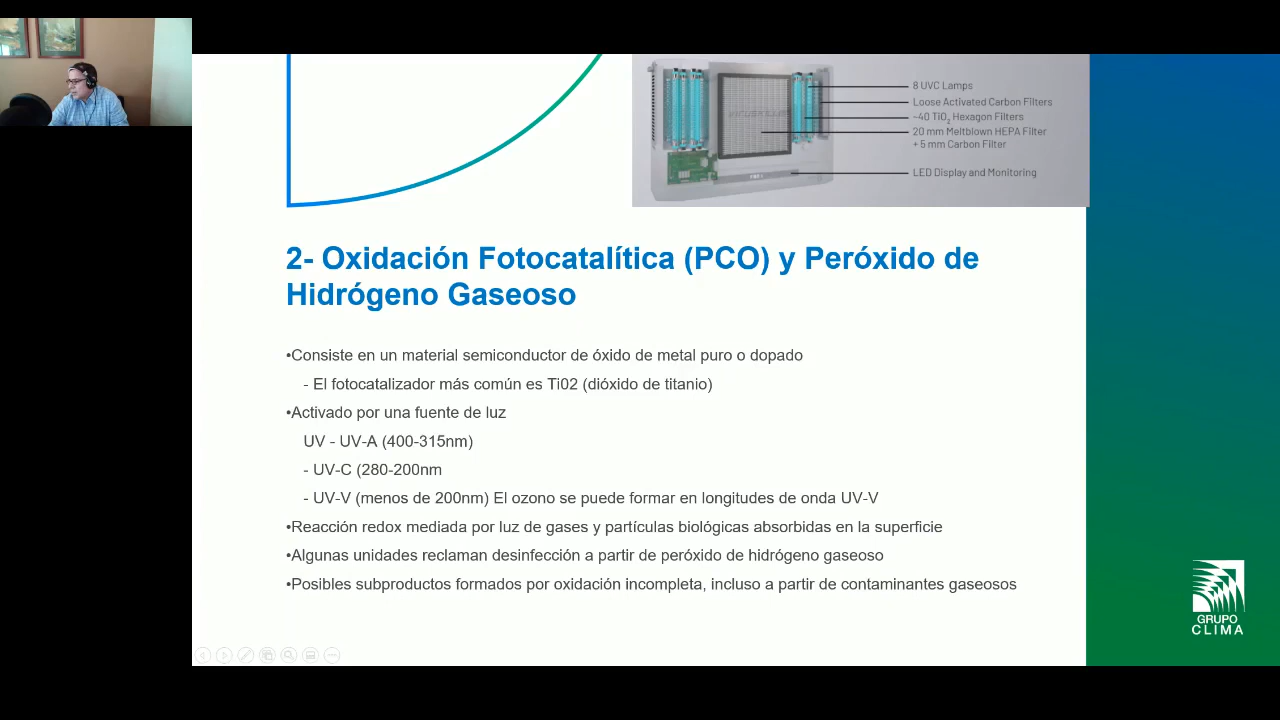 8 UVC Lamps
Loose Activated Carbon Filters
~40 TiO2 Hexagon Filters
20 mm Meltblown HEPA Filter
+ 5 mm Carbon Filter
LED Display and Monitoring
2- Oxidación Fotocatalítica (PCO) y Peróxido de
Hidrógeno Gaseoso
•Consiste en un material semiconductor de óxido de metal puro o dopado
- El fotocatalizador más común es Ti02 (dióxido de titanio)
•Activado por una fuente de luz
UV - UV-A (400-315nm)
- UV-C (280-200nm
- UV-V (menos de 200nm) El ozono se puede formar en longitudes de onda UV-V
•Reacción redox mediada por luz de gases y partículas biológicas absorbidas en la superficie
•Algunas unidades reclaman desinfección a partir de peróxido de hidrógeno gaseoso
•Posibles subproductos formados por oxidación incompleta, incluso a partir de contaminantes gaseosos
GRUPO
CLIMA